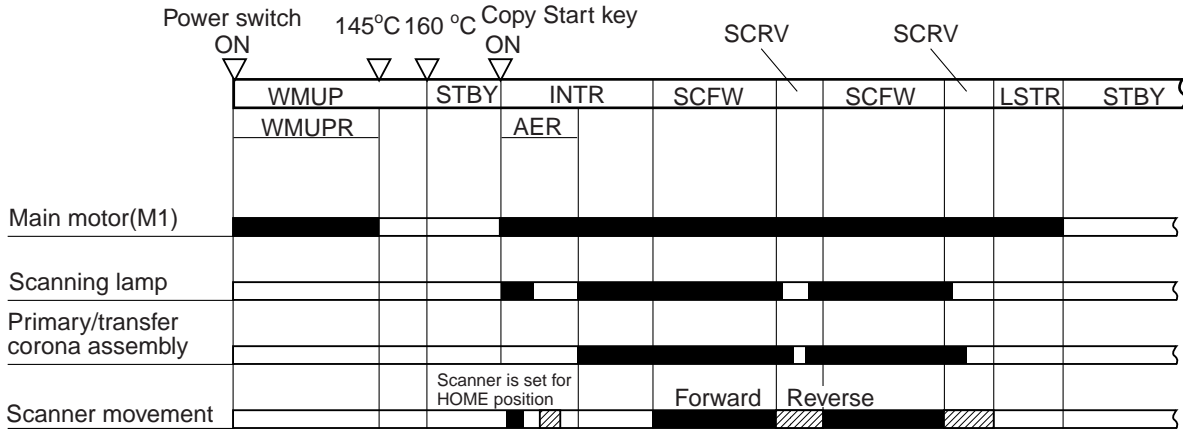 Power switch
ON
145°C
160 °C
Copy Start key
ON
SCRV
SCRV
WMUP
STBY
INTR
SCFW
SCFW
LSTR
STBY
WMUPR
AER
Main motor(M1)
Scanning lamp
Primary/transfer
corona assembly
Scanner is set for
HOME position
Forward
Reverse
Scanner movement